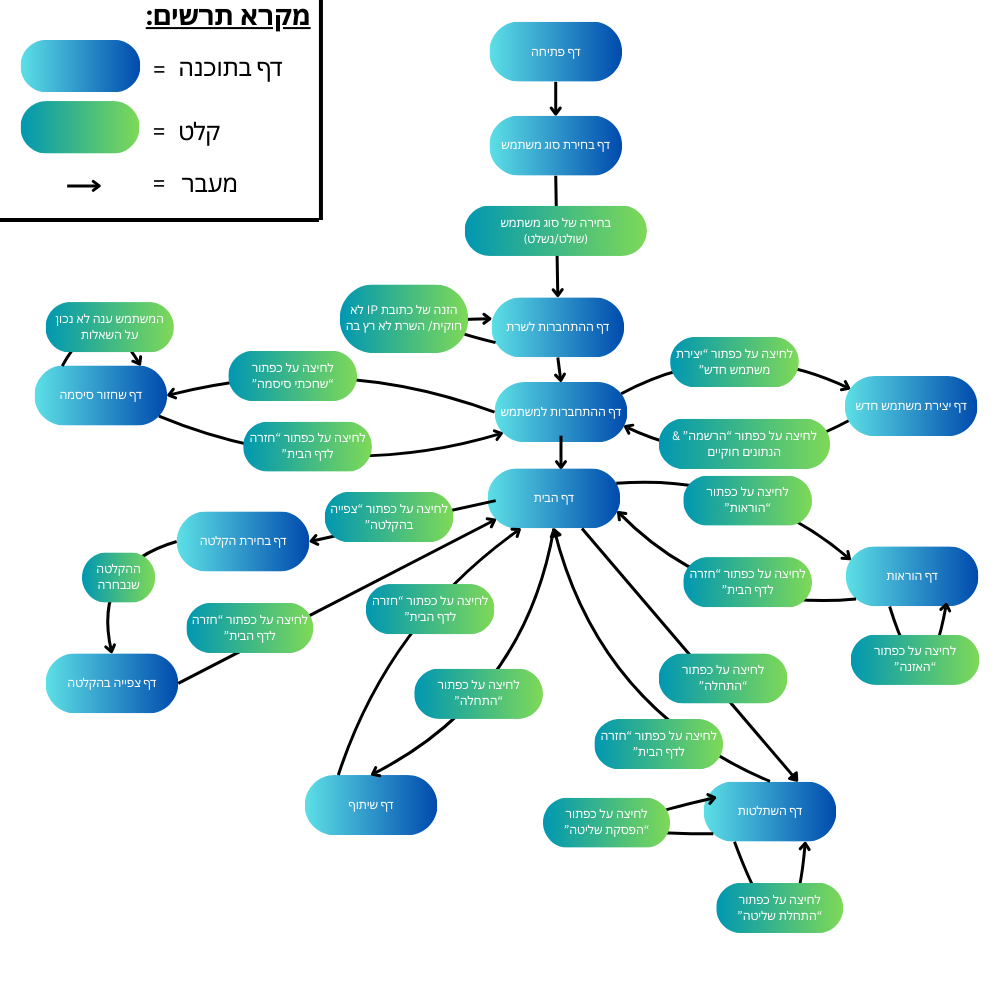 מקרא תרשים:
דף בתוכנה =
קלט =
מעבר =
דף פתיחה
דף בחירת סוג משתמש
בחירה של סוג משתמש
(שולט/נשלט)
הזנה של כתובת IP לא
חוקית/ השרת לא רץ בה
דף ההתחברות לשרת
המשתמש ענה לא נכון
על השאלות
דף שחזור סיסמה
לחיצה על כפתור
"שכחתי סיסמה"
לחיצה על כפתור "חזרה
לדף הבית"
דף ההתחברות למשתמש
לחיצה על כפתור "יצירת
משתמש חדש"
דף יצירת משתמש חדש
לחיצה על כפתור "הרשמה" &
הנתונים חוקיים
דף הבית
לחיצה על כפתור
"הוראות"
לחיצה על כפתור "צפייה
בהקלטה"
דף בחירת הקלטה
ההקלטה
שנבחרה
דף צפייה בהקלטה
לחיצה על כפתור "חזרה
לדף הבית"
לחיצה על כפתור "חזרה
לדף הבית"
לחיצה על כפתור "חזרה
לדף הבית"
דף הוראות
לחיצה על כפתור
"האזנה"
לחיצה על כפתור
"התחלה"
לחיצה על כפתור
"התחלה"
לחיצה על כפתור "חזרה
לדף הבית"
דף שיתוף
דף השתלטות
לחיצה על כפתור
"הפסקת שליטה"
לחיצה על כפתור
"התחלת שליטה"